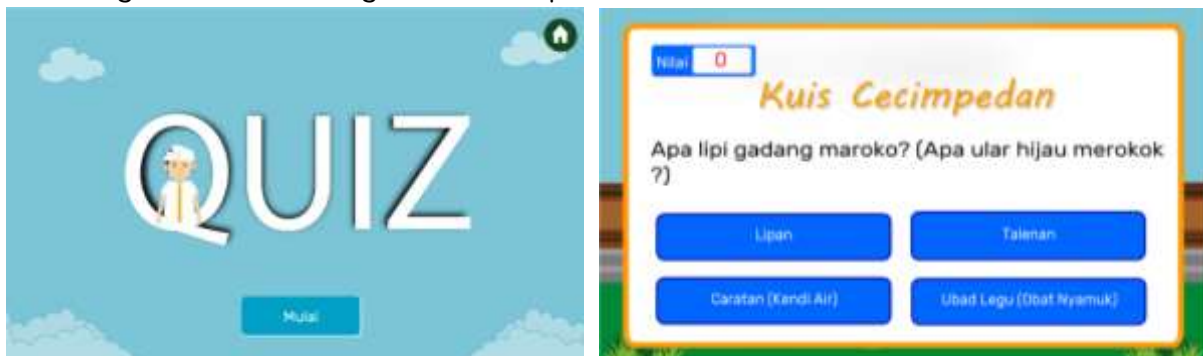 QUIZ
Mulai
Nilai 0
Kuis Cecimpedan
Apa lipi gadang maroko? (Apa ular hijau merokok
?)
Lipan
Talenan
Caratan (Kendi Air)
Ubad Legu (Obat Nyamuk)